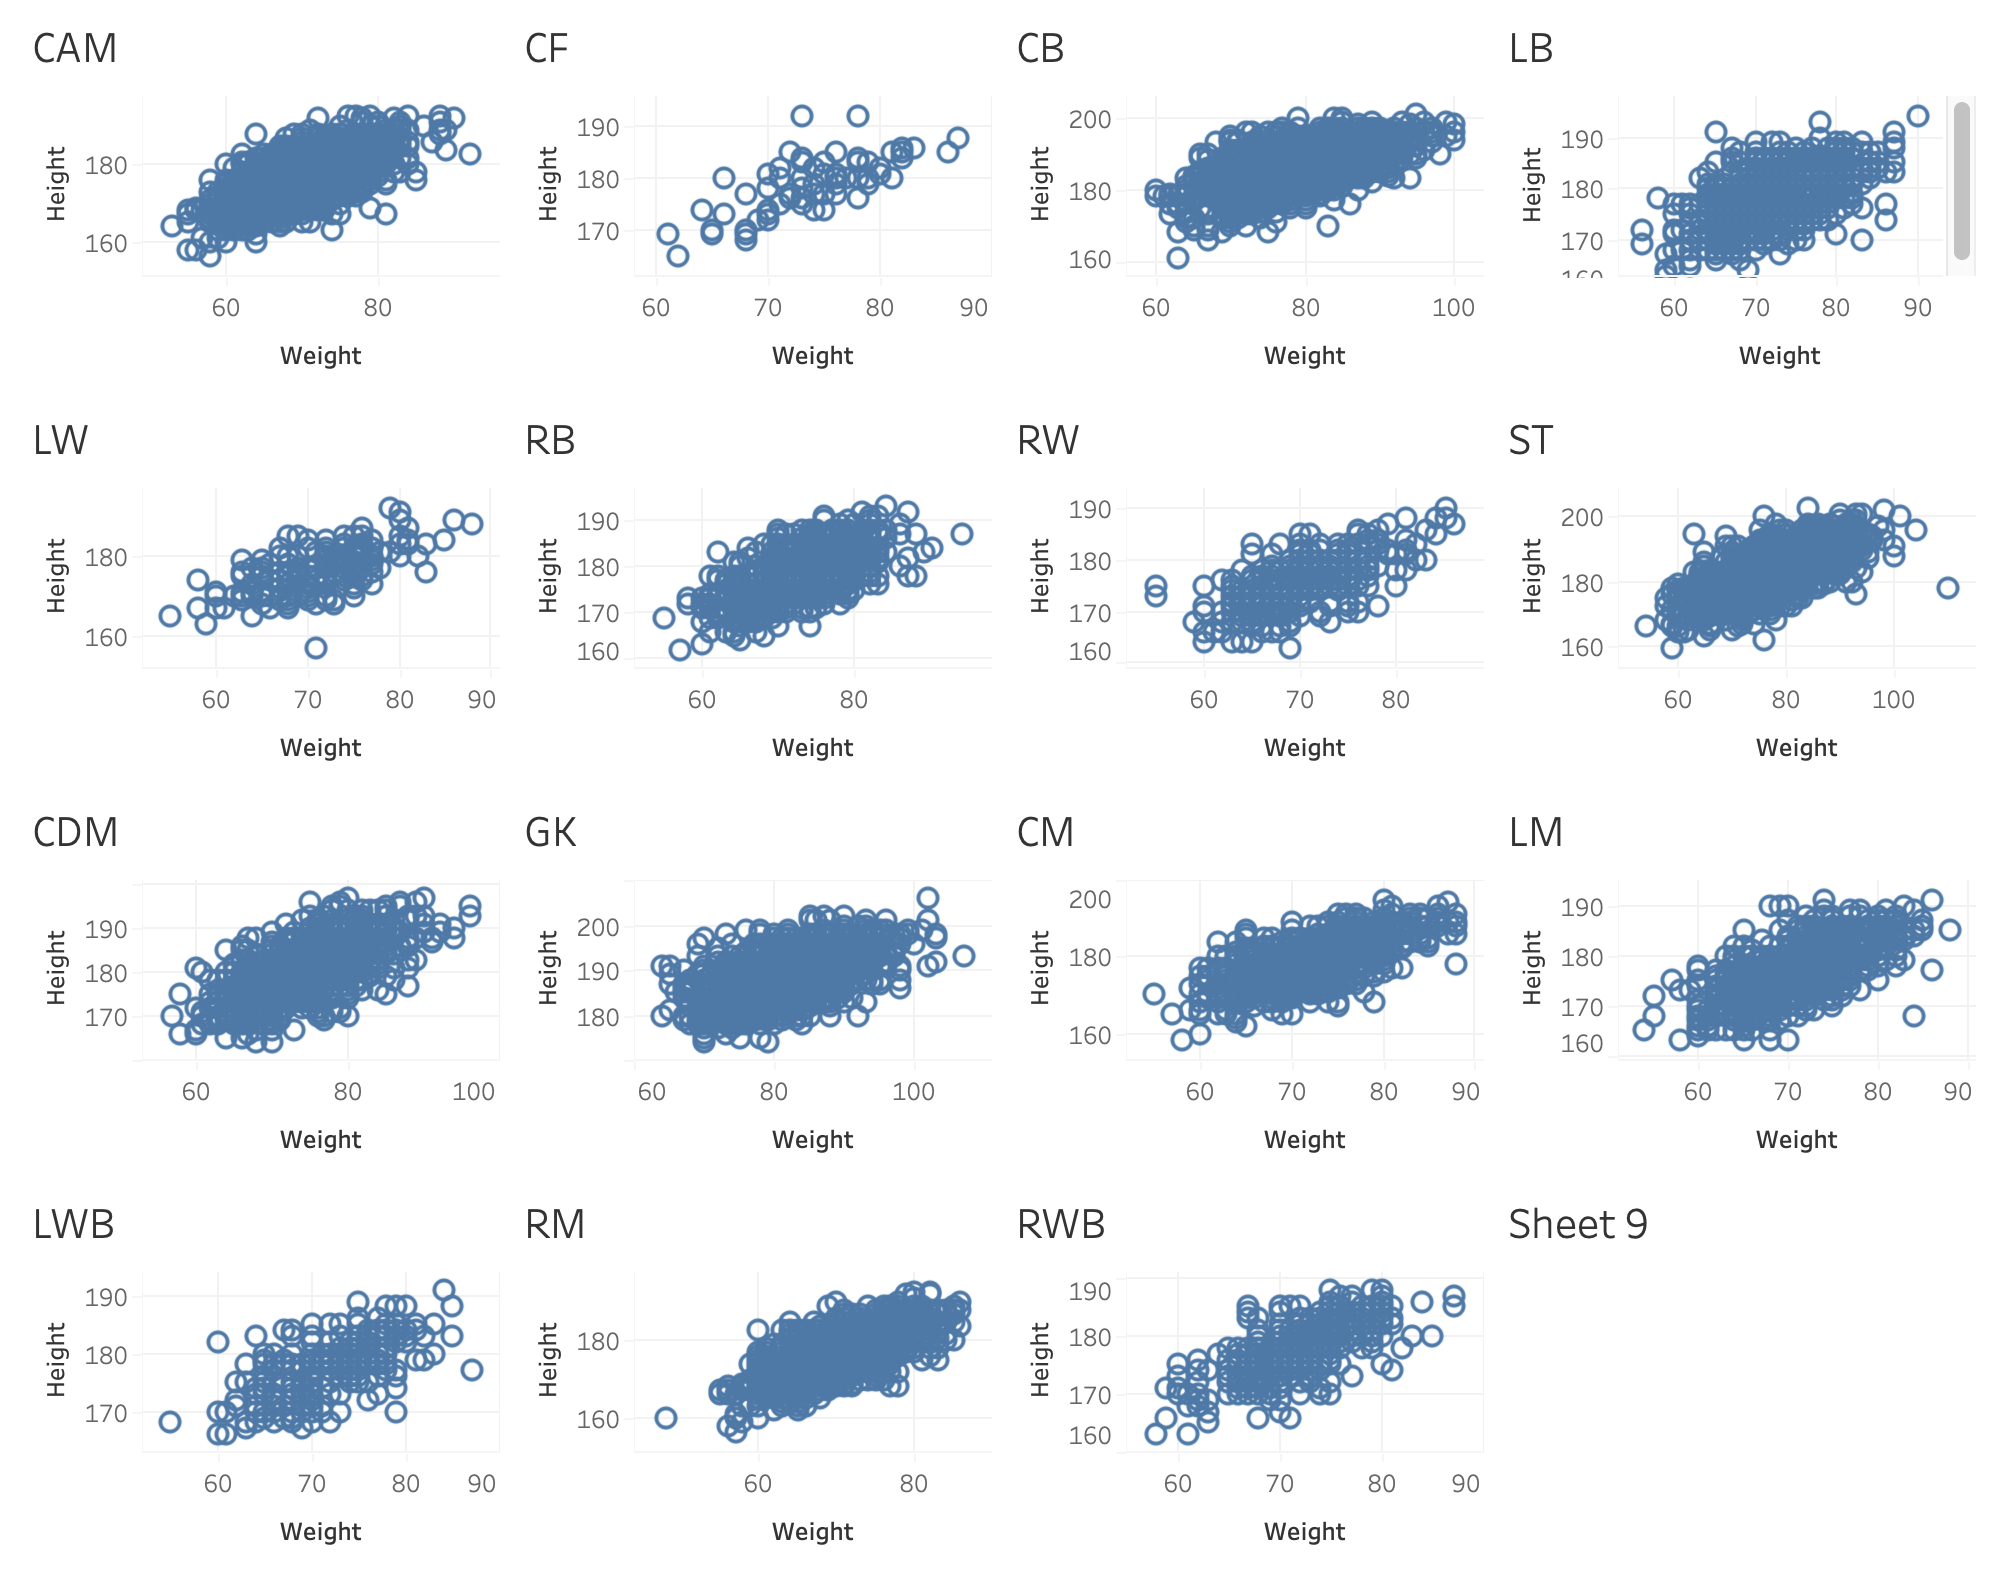 CAM CF CB LB
Height 180 160
60 80
Weight
Height 190 180 170
60 70 80 90
Weight
Height 200 180 160
60 80 100
Weight
Height 190 180 170 160
60 70 80 90
Weight
LW RB RW ST
Height 180 160
60 70 80 90
Weight
Height 190 180 170 160
60 80
Weight
Height 190 180 170 160
60 70 80
Weight
Height 200 180 160
60 80 100
Weight
CDM GK CM LM
Height 190 180 170
60 80 100
Weight
Height 200 190 180
60 80 100
Weight
Height 200 180 160
60 70 80 90
Weight
Height 190 180 170 160
60 70 80 90
Weight
LWB RM RWB Sheet 9
Height 190 180 170
60 70 80 90
Weight
Height 180 160
60 80
Weight
Height 190 180 170 160
60 70 80 90
Weight